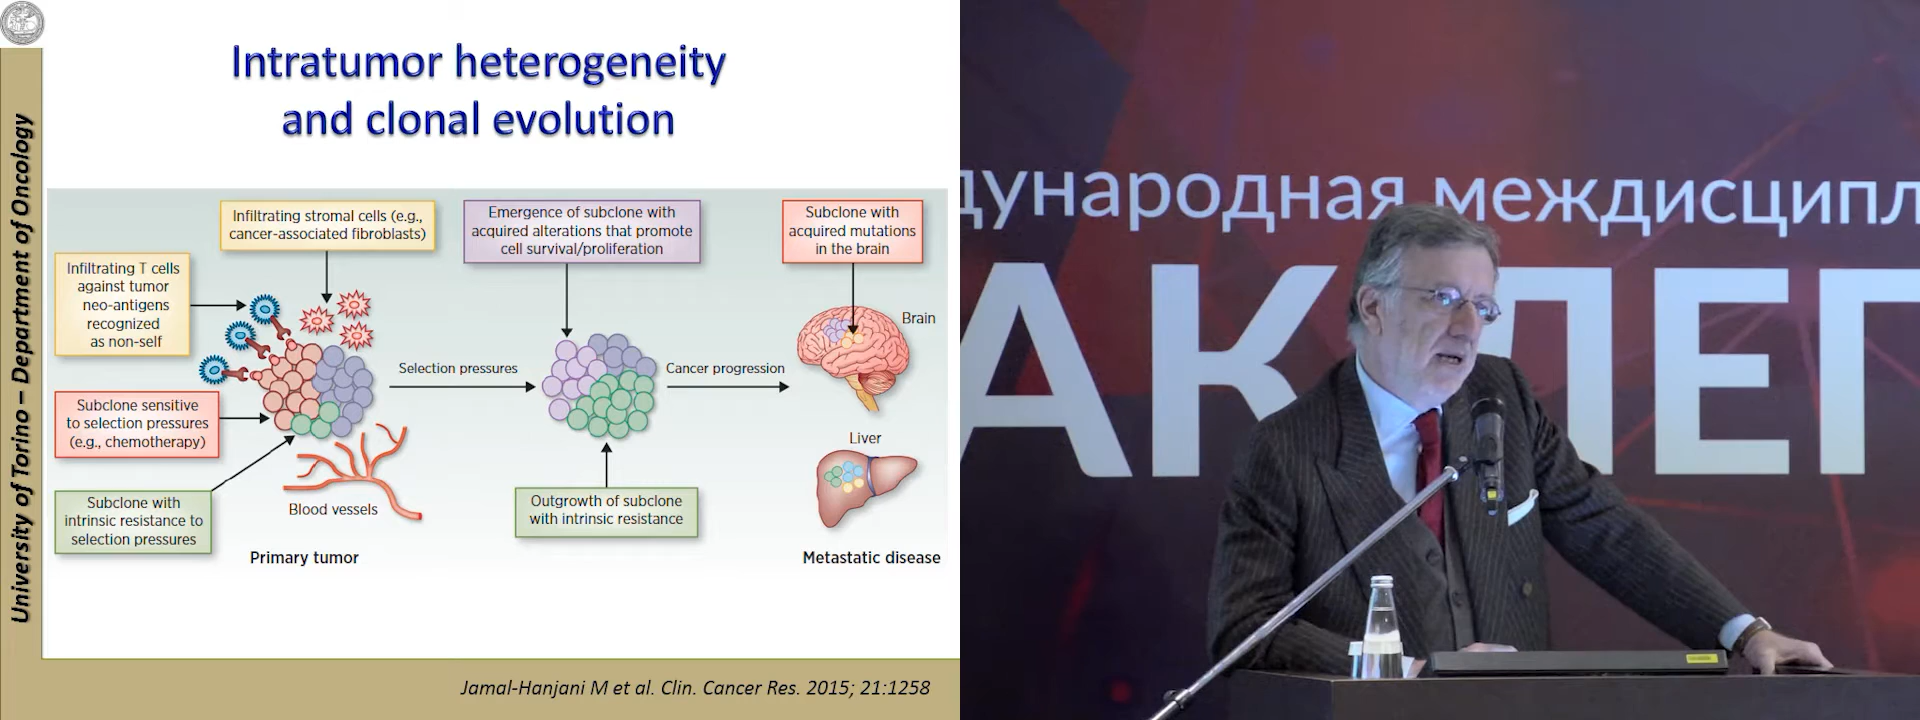 University of Torino – Department of Oncology
Intratumor heterogeneity
and clonal evolution
Infiltrating stromal cells (e.g.,
cancer-associated fibroblasts)
Infiltrating T cells
against tumor
neo-antigens
recognized
as non-self
Subclone sensitive
to selection pressures
(e.g., chemotherapy)
Subclone with
intrinsic resistance to
selection pressures
Blood vessels
Primary tumor
Selection pressures
Emergence of subclone with
acquired alterations that promote
cell survival/proliferation
Outgrowth of subclone
with intrinsic resistance
Cancer progression
Subclone with
acquired mutations
in the brain
Brain
Liver
Metastatic disease
Jamal-Hanjani M et al. Clin. Cancer Res. 2015; 21:1258
дународная междисципл